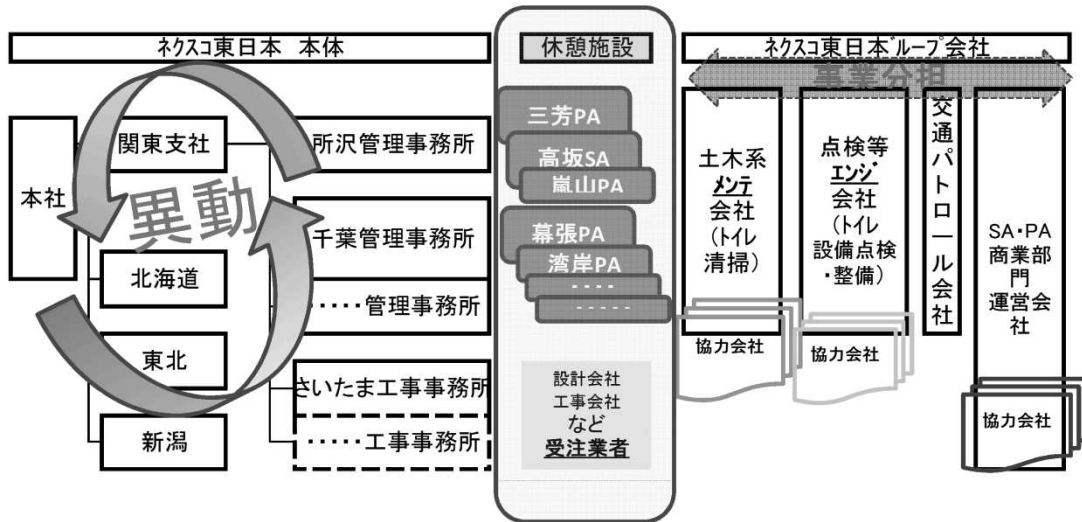 ネクスコ東日本 本体
休憩施設
ネクスコ東日本グループ会社
事業分担
本社
関東支社
北海道
東北
新潟
異動
所沢管理事務所
千葉管理事務所
‥‥‥管理事務所
さいたま工事事務所
‥‥‥工事事務所
三芳PA
高坂SA
嵐山PA
幕張PA
湾岸PA
‥‥
‥‥
設計会社
工事会社
など
受注業者
土木系
メンテ
会社
(トイレ
清掃)
協力会社
点検等
エンジ
会社
(トイレ
設備点検
・整備)
協力会社
交通パトロール会社
SA・PA
商業部
門
運営会
社
協力会社